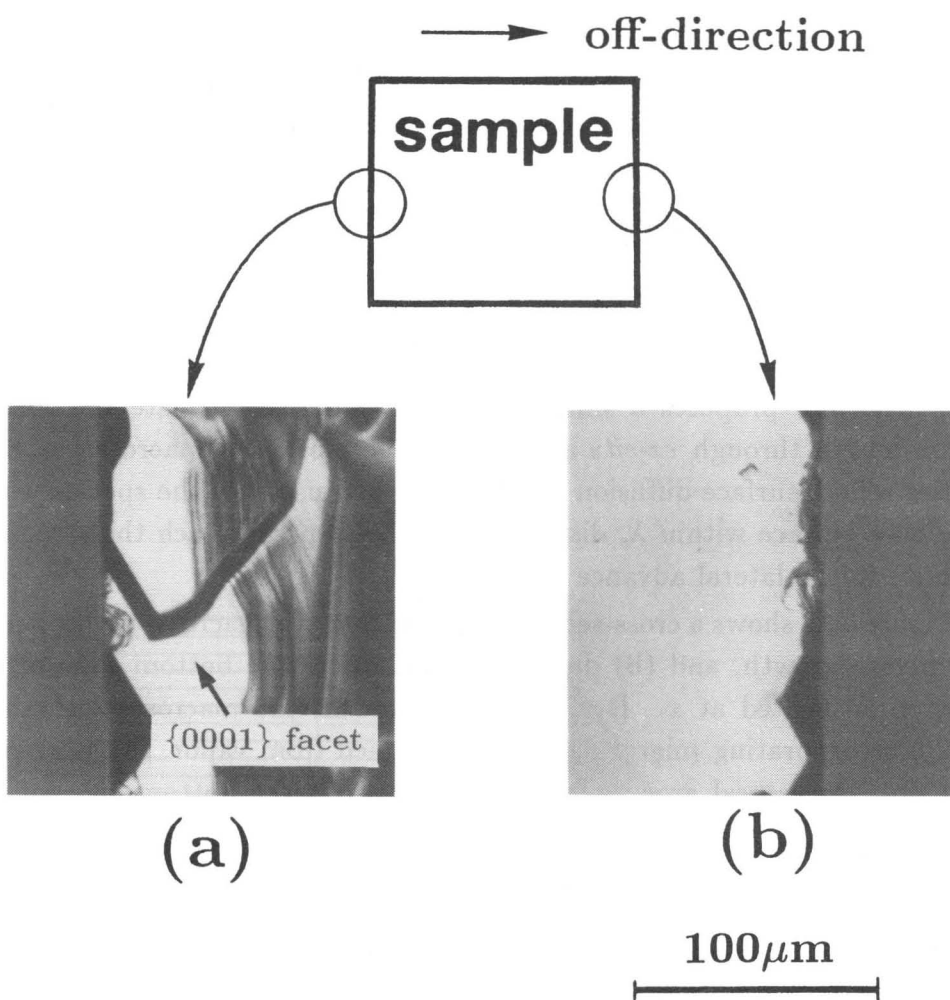 off-direction
sample
{0001} facet
(a)
(b)
100μm